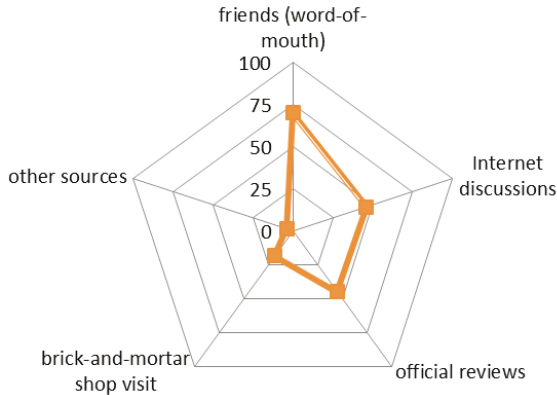 friends (word-of-
mouth)
100
75
50
25
0
Internet
discussions
other sources
brick-and-mortar
shop visit
official reviews